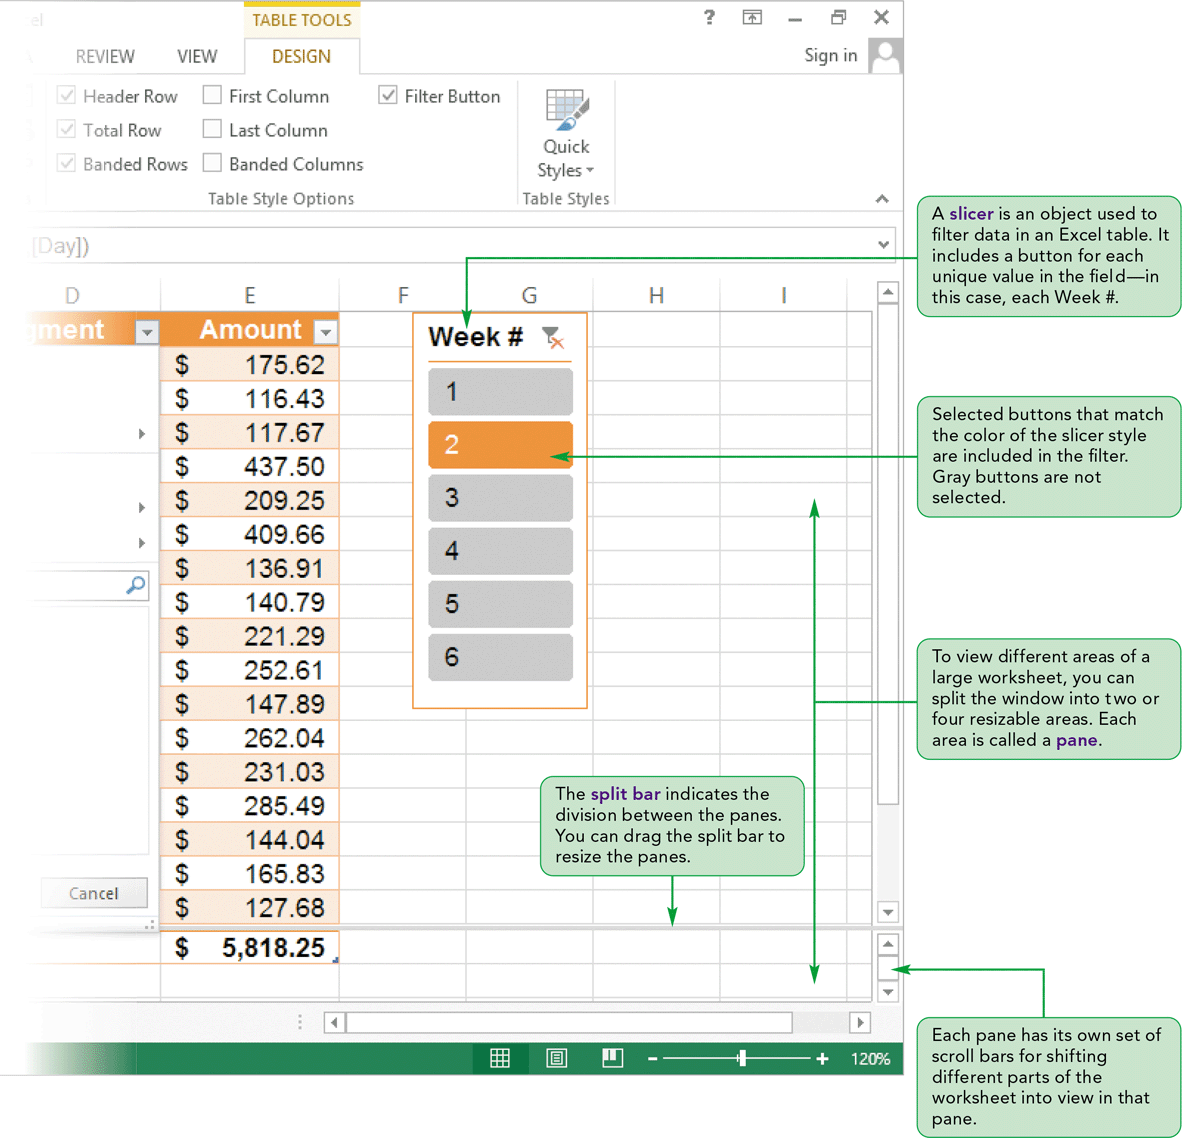 el
TABLE TOOLS
?
REVIEW VIEW DESIGN
Sign in
Header Row First Column Filter Button
Total Row Last Column
Banded Rows Banded Columns
Quick
Styles
Table Style Options
Table Styles
[Day])
D E F G H I
gment Amount
$ 175.62
$ 116.43
$ 117.67
$ 437.50
$ 209.25
$ 409.66
$ 136.91
$ 140.79
$ 221.29
$ 252.61
$ 147.89
$ 262.04
$ 231.03
$ 285.49
$ 144.04
$ 165.83
$ 127.68
$ 5,818.25
Cancel
Week #
1
2
3
4
5
6
A slicer is an object used to
filter data in an Excel table. It
includes a button for each
unique value in the field—in
this case, each Week #.
Selected buttons that match
the color of the slicer style
are included in the filter.
Gray buttons are not
selected.
To view different areas of a
large worksheet, you can
split the window into two or
four resizable areas. Each
area is called a pane.
The split bar indicates the
division between the panes.
You can drag the split bar to
resize the panes.
Each pane has its own set of
scroll bars for shifting
different parts of the
worksheet into view in that
pane.
120%